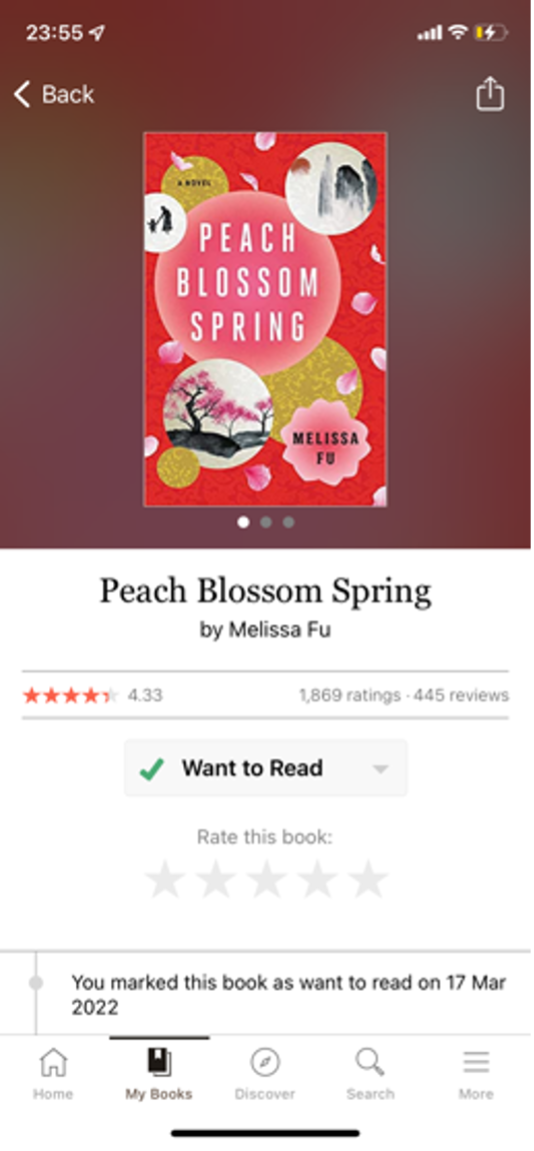 23:55
Back
A NOVEL
PEACH
BLOSSOM
SPRING
MELISSA
FU
Peach Blossom Spring
by Melissa Fu
4.33
1,869 ratings · 445 reviews
Want to Read
Rate this book:
You marked this book as want to read on 17 Mar
2022
Home
My Books
Discover
Search
More